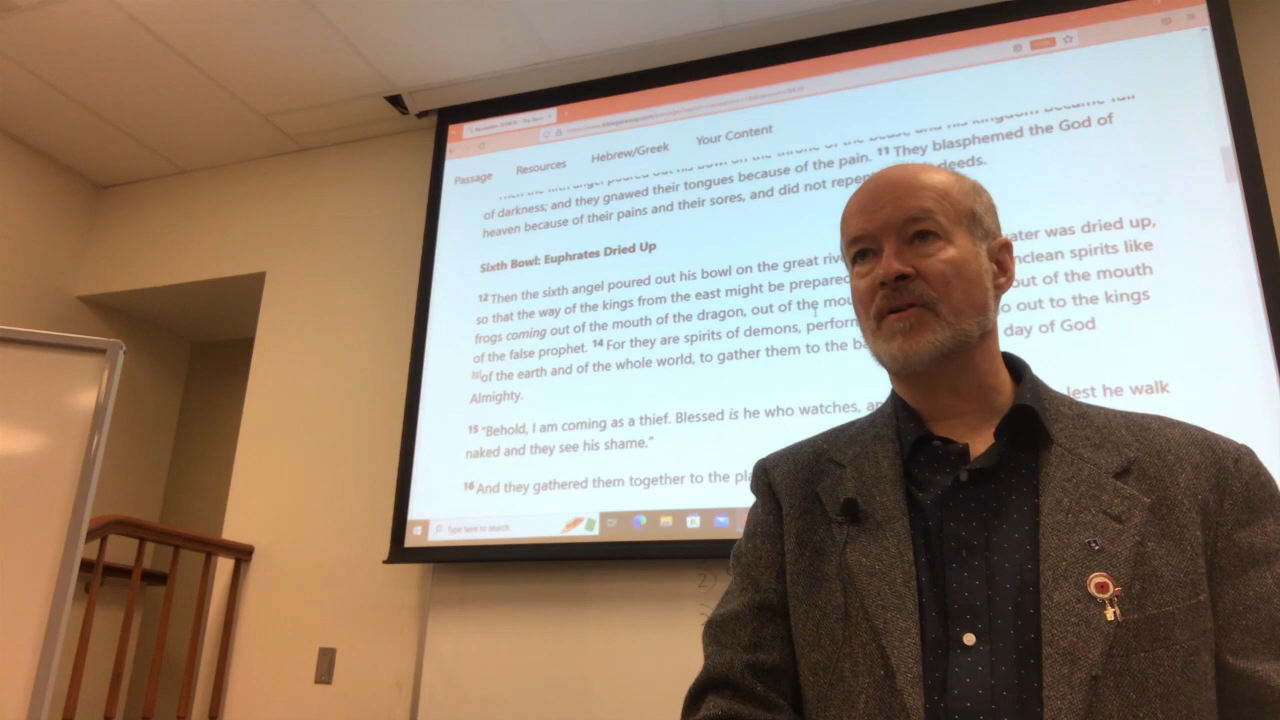 Passage Resources Hebrew/Greek Your Content
of darkness; and they gnawed their tongues because of the pain. 11 They blasphemed the God of
heaven because of their pains and their sores, and did not repent deeds.
Sixth Bowl: Euphrates Dried Up
12 Then the sixth angel poured out his bowl on the great water was dried up,
so that the way of the kings from the east might be prepared unclean spirits like
frogs coming out of the mouth of the dragon, out of the out of the mouth
of the false prophet. 14 For they are spirits of demons, out to the kings
of the earth and of the whole world, to gather them to the day of God
Almighty.
15 "Behold, I am coming as a thief. Blessed is he who watches, lest he walk
naked and they see his shame."
16 And they gathered them together to the
Type here to search
2)